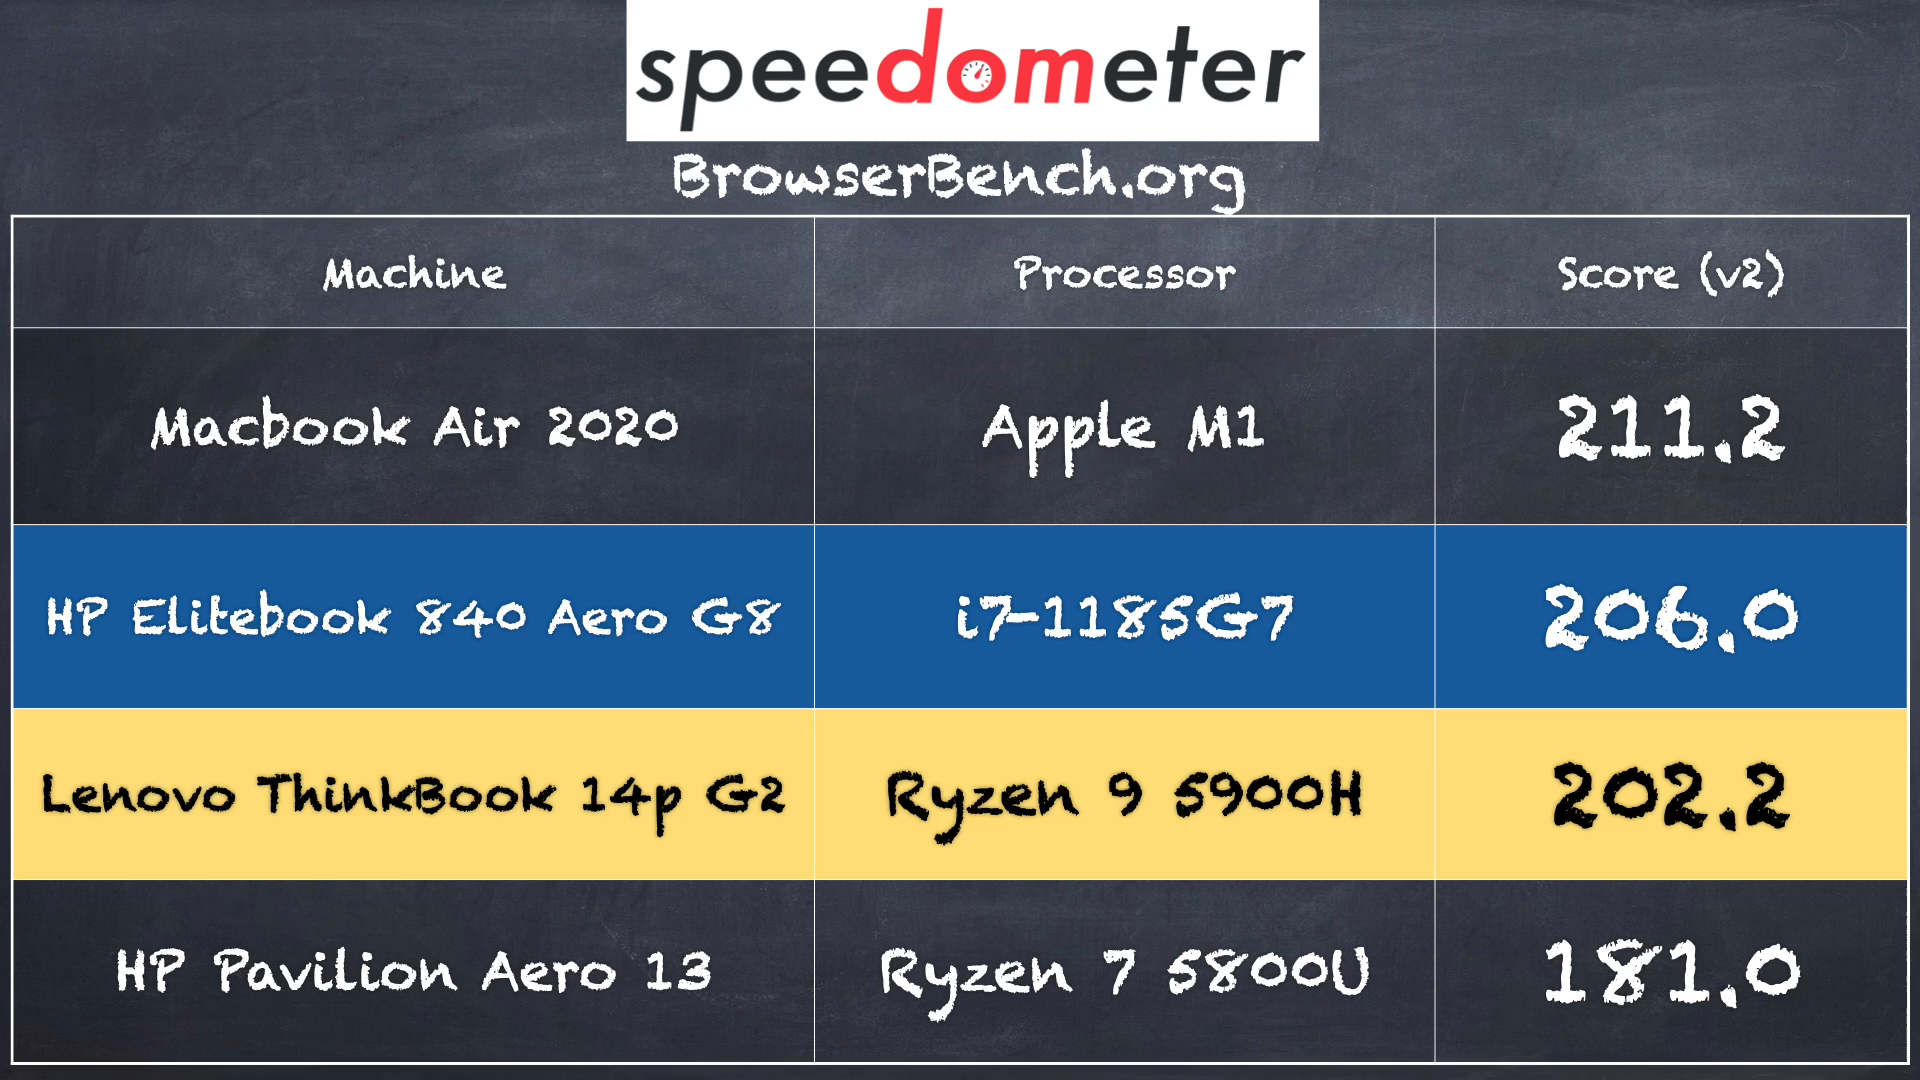 speedometer
BrowserBench.org
Machine Processor Score (v2)
Macbook Air 2020 Apple M1 211.2
HP Elitebook 840 Aero G8 i7-1185G7 206.0
Lenovo ThinkBook 14p G2 Ryzen 9 5900H 202.2
HP Pavilion Aero 13 Ryzen 7 5800U 181.0